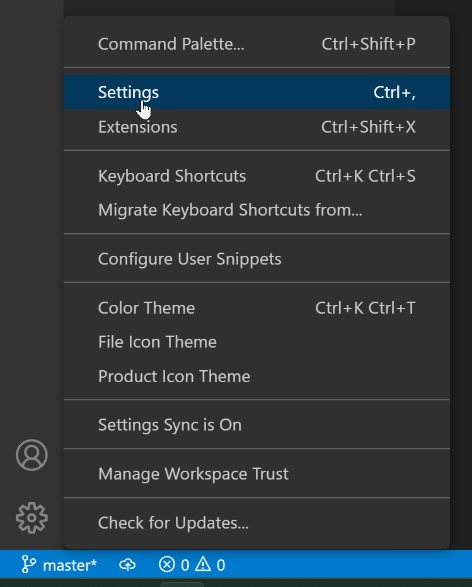 Command Palette... Ctrl+Shift+P
Settings Ctrl+,
Extensions Ctrl+Shift+X
Keyboard Shortcuts Ctrl+K Ctrl+S
Migrate Keyboard Shortcuts from...
Configure User Snippets
Color Theme Ctrl+K Ctrl+T
File Icon Theme
Product Icon Theme
Settings Sync is On
Manage Workspace Trust
Check for Updates...
master* 0 0